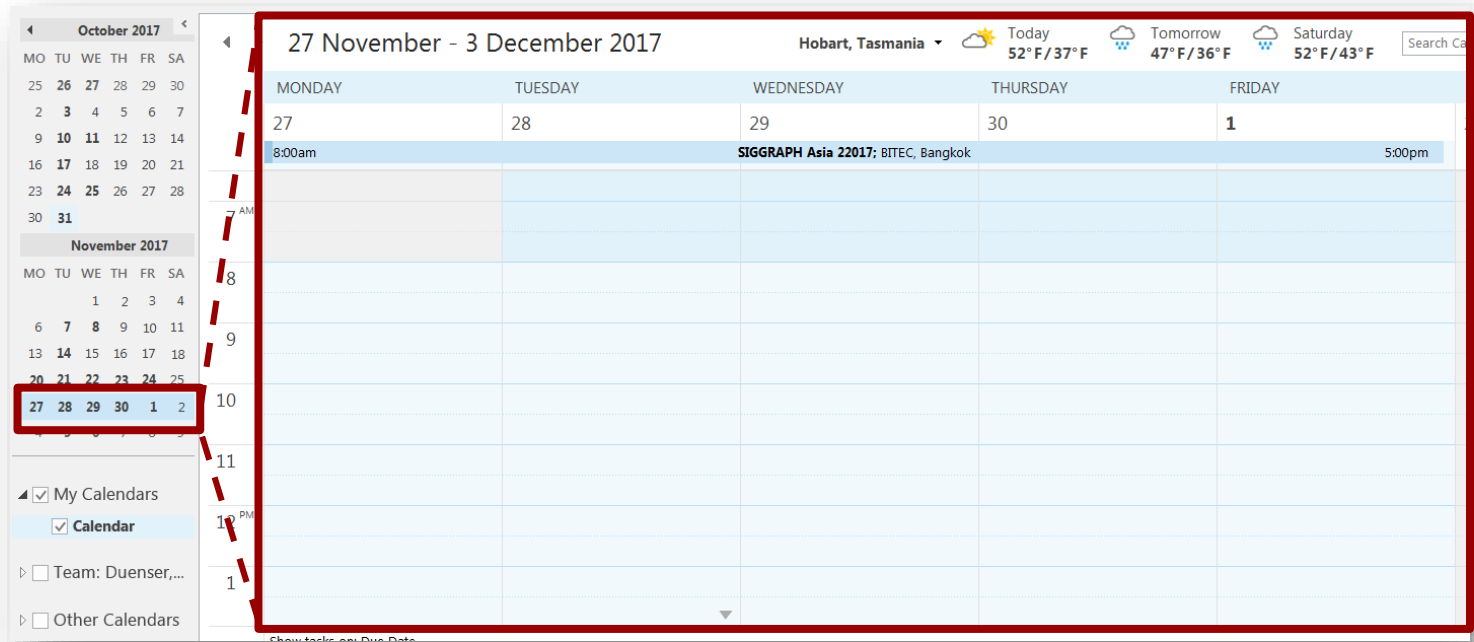 October 2017
MO TU WE TH FR SA
25 26 27 28 29 30
2 3 4 5 6 7
9 10 11 12 13 14
16 17 18 19 20 21
23 24 25 26 27 28
30 31
November 2017
MO TU WE TH FR SA
1 2 3 4
6 7 8 9 10 11
13 14 15 16 17 18
20 21 22 23 24 25
27 28 29 30 1 2
My Calendars
Calendar
Team: Duenser,...
Other Calendars
27 November - 3 December 2017
Hobart, Tasmania
Today
52°F/37°F
Tomorrow
47°F/36°F
Saturday
52°F/43°F
Search Ca
MONDAY TUESDAY WEDNESDAY THURSDAY FRIDAY
27 28 29 30 1
8:00am SIGGRAPH Asia 22017; BITEC, Bangkok 5:00pm
7 AM
8
9
10
11
12 PM
1
Show tasks on: Due Date